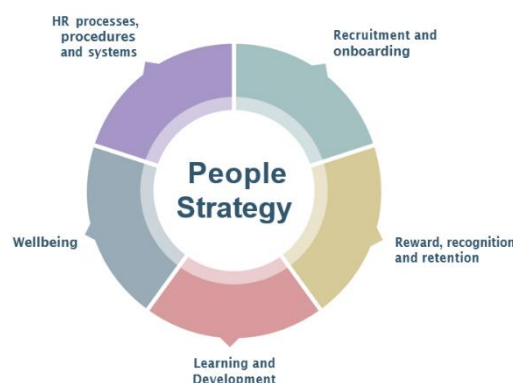 HR processes,
procedures
and systems
Recruitment and
onboarding
People
Strategy
Wellbeing
Reward, recognition
and retention
Learning and
Development